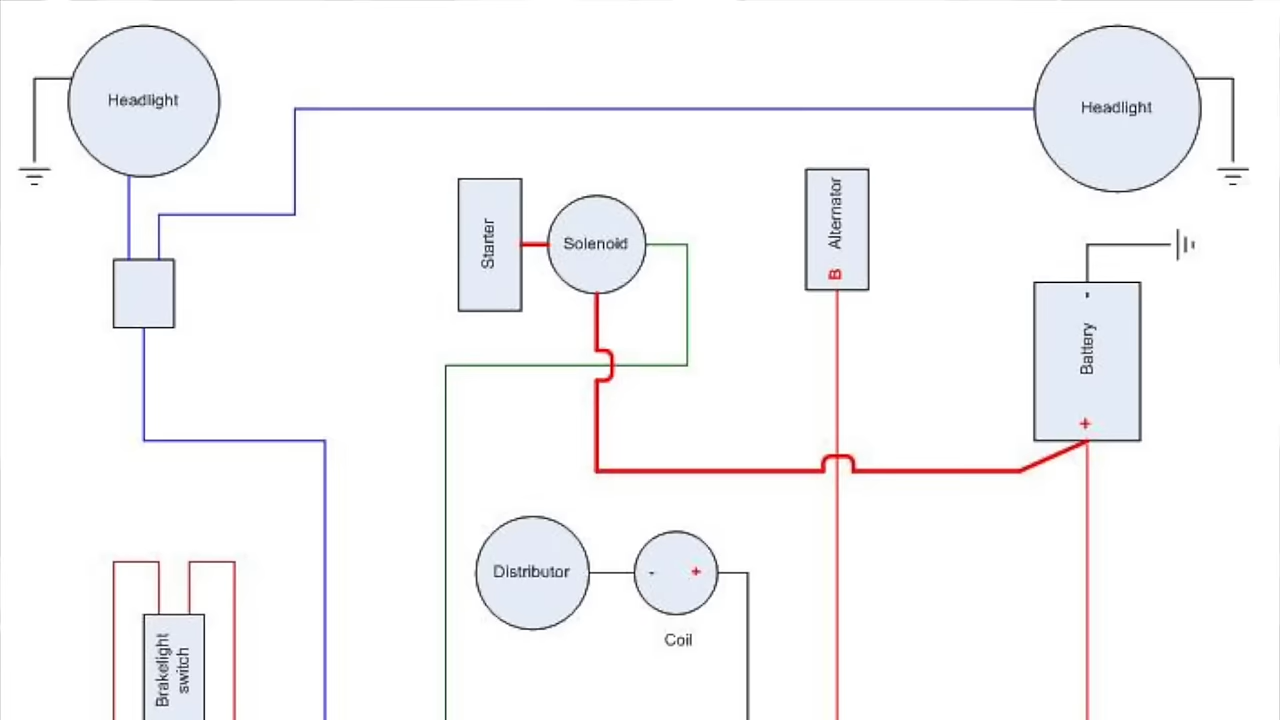 Headlight
Headlight
Starter
Solenoid
Alternator
B
-
Battery
+
Distributor
- +
Coil
Brakelight
switch